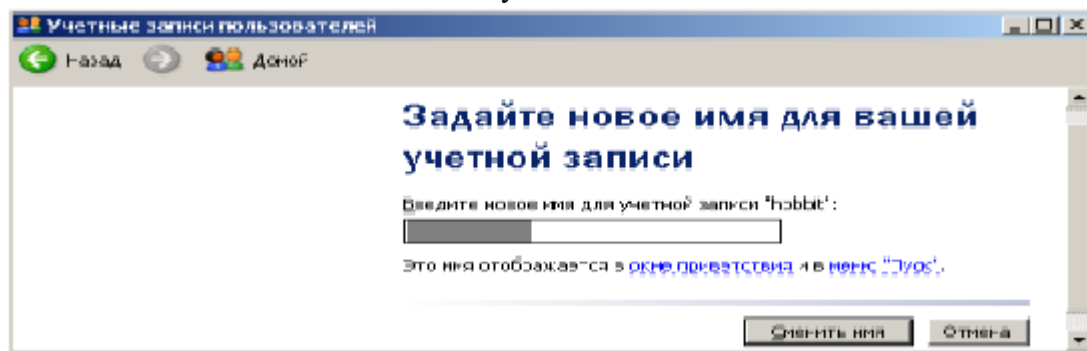 Учетные записи пользователей
Назад Домой
Задайте новое имя для вашей
учетной записи
Введите новое имя для учетной записи "hobbit":
Это имя отображается в окне приветствия и в меню "Пуск".
Сменить имя Отмена